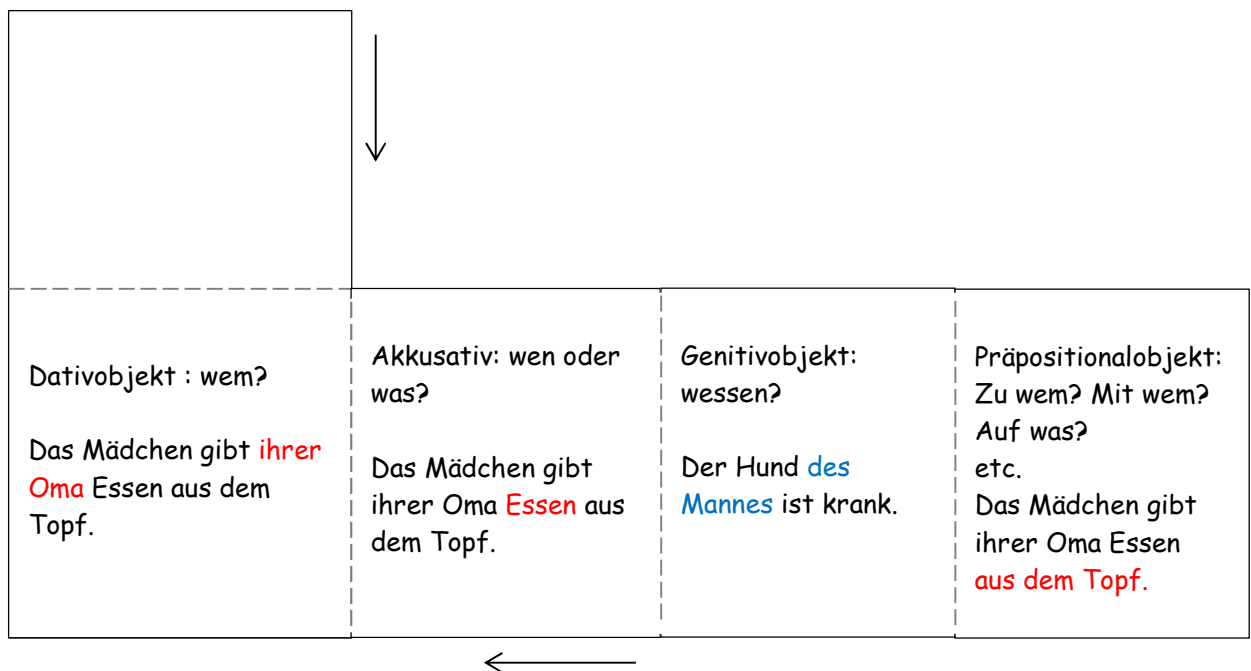 Dativobjekt : wem?
Das Mädchen gibt ihrer
Oma Essen aus dem
Topf.
Akkusativ: wen oder
was?
Das Mädchen gibt
ihrer Oma Essen aus
dem Topf.
Genitivobjekt:
wessen?
Der Hund des
Mannes ist krank.
Präpositionalobjekt:
Zu wem? Mit wem?
Auf was?
etc.
Das Mädchen gibt
ihrer Oma Essen
aus dem Topf.